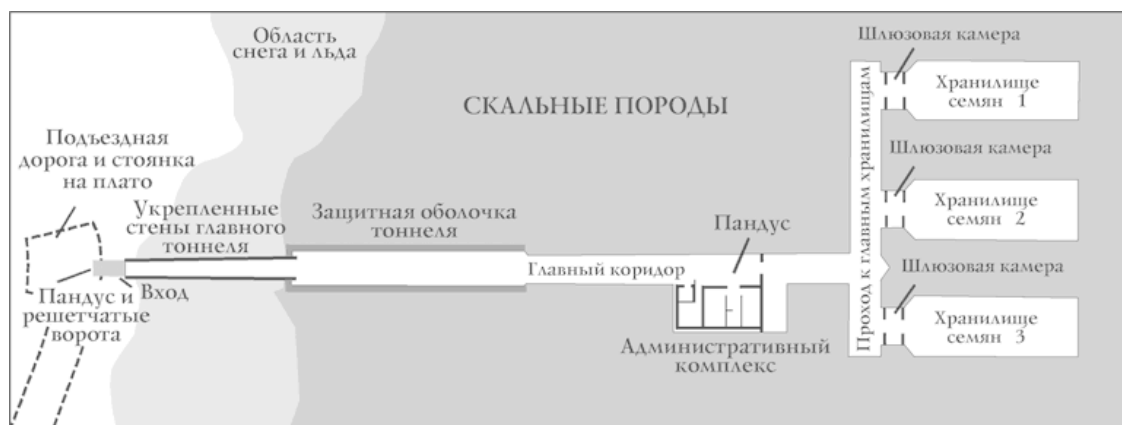 Область
снега и льда
СКАЛЬНЫЕ ПОРОДЫ
Шлюзовая камера
Хранилище
семян 1
Подъездная
дорога и стоянка
на плато
Шлюзовая камера
Хранилище
семян 2
Укрепленные
стены главного
тоннеля
Защитная оболочка
тоннеля
Пандус
Главный коридор
Проход к главным хранилищам
Шлюзовая камера
Хранилище
семян 3
Вход
Пандус и
решетчатые
ворота
Административный
комплекс